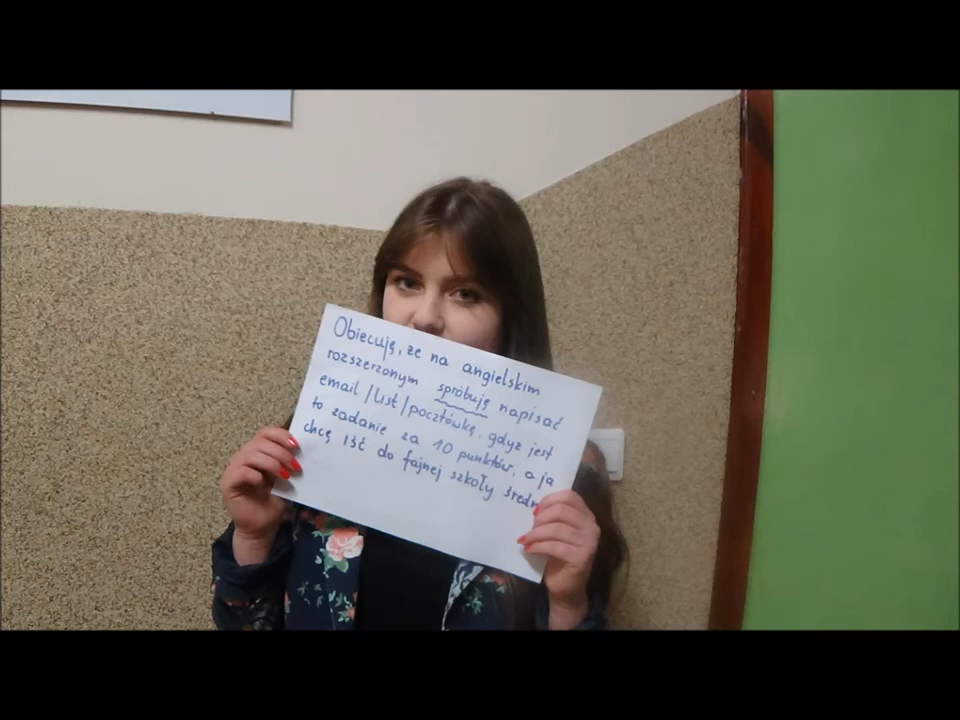 Obiecuję, że na angielskim
rozszerzonym spróbuję napisać
email/list/pocztówkę, gdyż jest
to zadanie za 10 punktów, a ja
chcę iść do fajnej szkoły